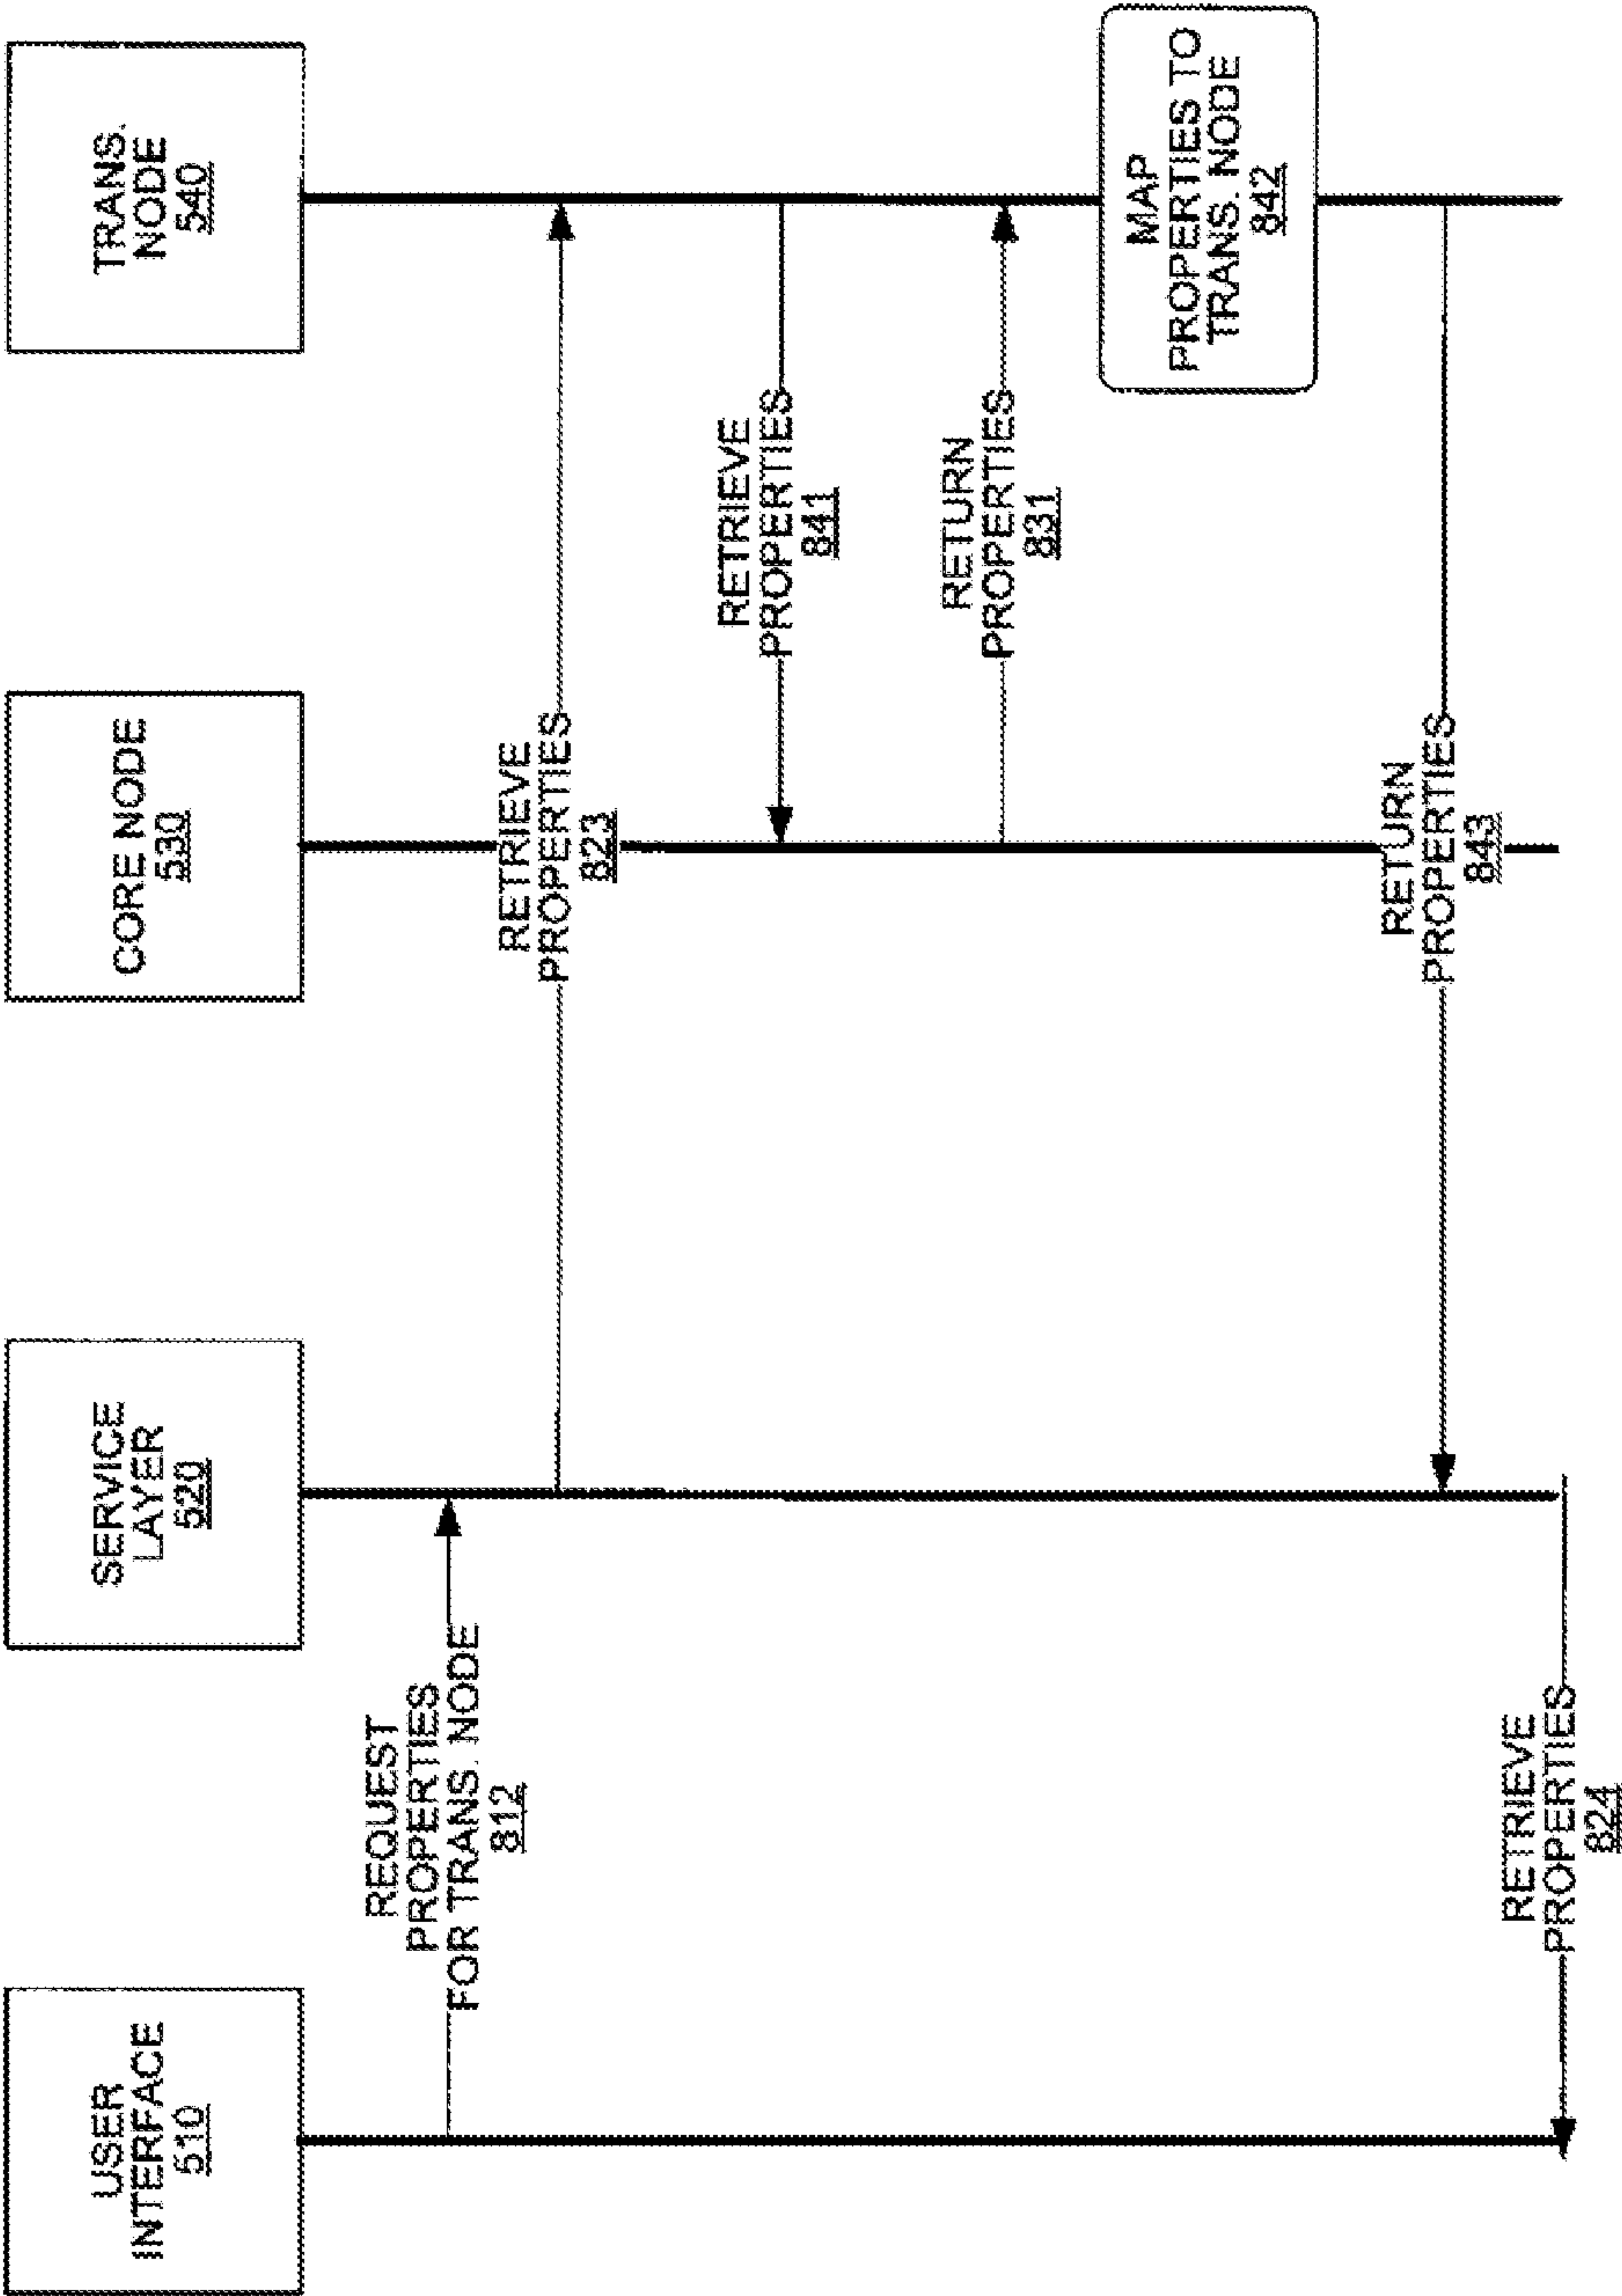 USER
INTERFACE
510
SERVICE
LAYER
520
CORE NODE
530
TRANS.
NODE
540
REQUEST
PROPERTIES
FOR TRANS. NODE
812
RETRIEVE
PROPERTIES
823
RETRIEVE
PROPERTIES
841
RETURN
PROPERTIES
831
MAP
PROPERTIES TO
TRANS. NODE
842
RETURN
PROPERTIES
843
RETRIEVE
PROPERTIES
824